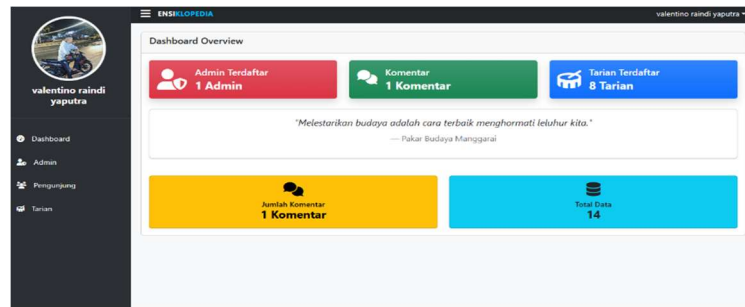 ENSIKLOPEDIA
valentino raindi yaputra
valentino raindi
yaputra
Dashboard
Admin
Pengunjung
Tarian
Dashboard Overview
Admin Terdaftar
1 Admin
Komentar
1 Komentar
Tarian Terdaftar
8 Tarian
"Melestarikan budaya adalah cara terbaik menghormati leluhur kita."
— Pakar Budaya Manggarai
Jumlah Komentar
1 Komentar
Total Data
14